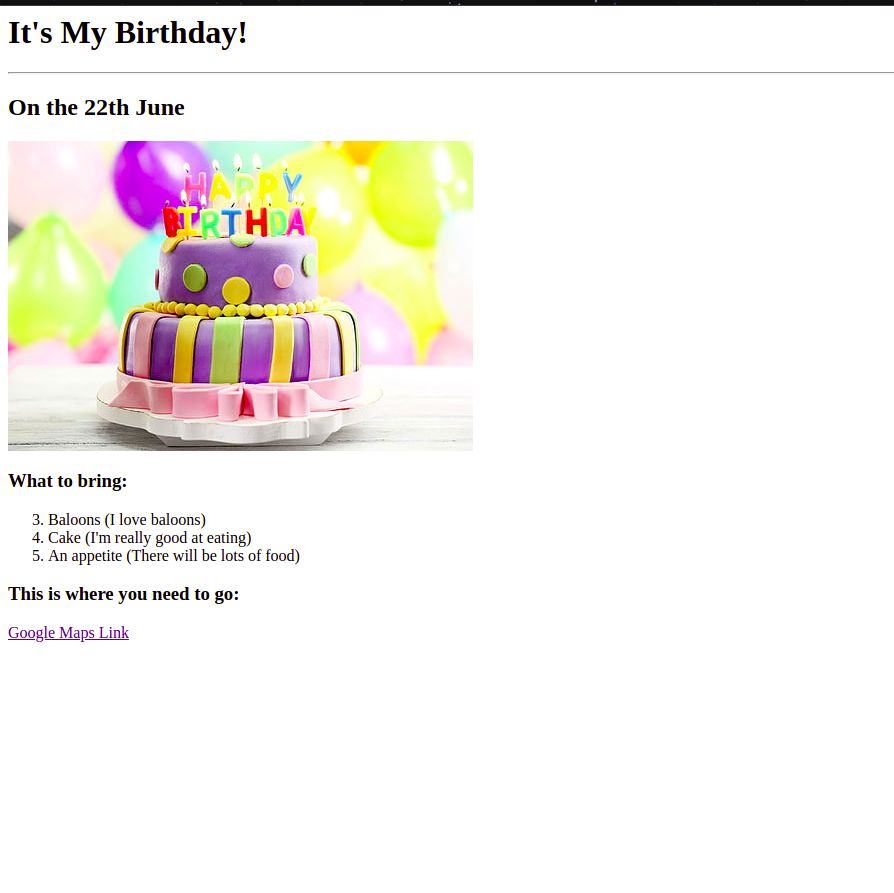 It's My Birthday!
On the 22th June
HAPPY
BIRTHDAY
What to bring:
3. Baloons (I love baloons)
4. Cake (I'm really good at eating)
5. An appetite (There will be lots of food)
This is where you need to go:
Google Maps Link